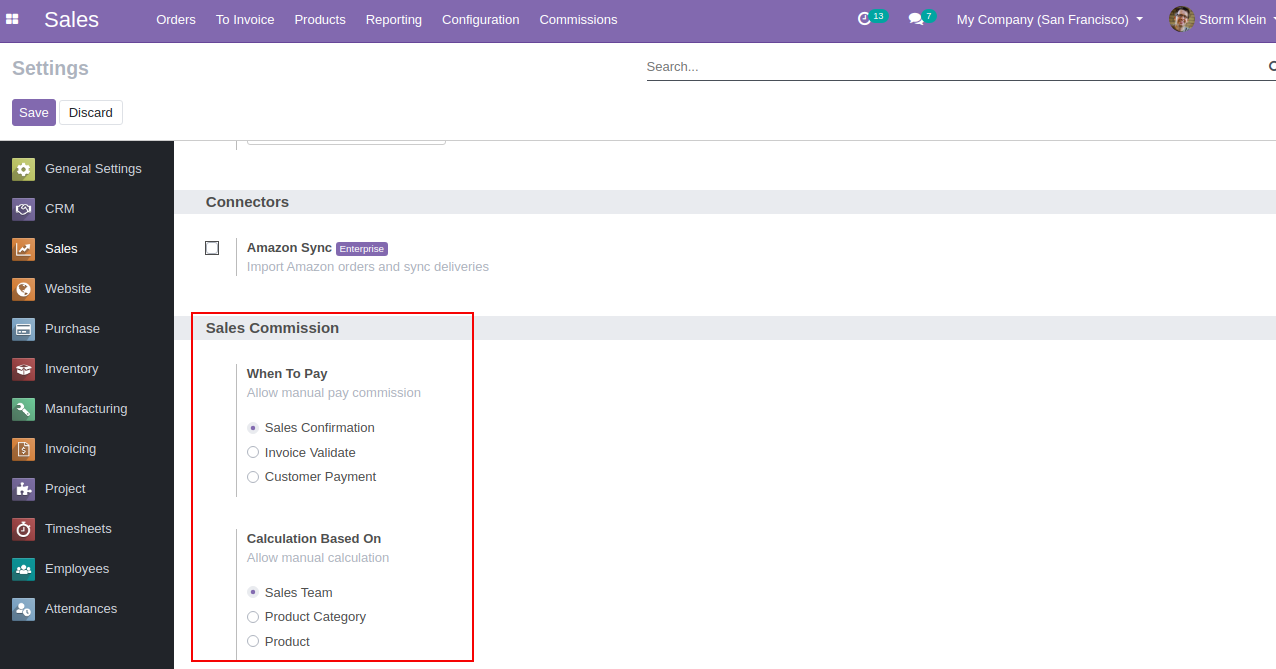 Sales Orders To Invoice Products Reporting Configuration Commissions 13 7 My Company (San Francisco) Storm Klein
Settings
Search...
Save Discard
General Settings
CRM
Sales
Website
Purchase
Inventory
Manufacturing
Invoicing
Project
Timesheets
Employees
Attendances
Connectors
Amazon Sync Enterprise
Import Amazon orders and sync deliveries
Sales Commission
When To Pay
Allow manual pay commission
Sales Confirmation
Invoice Validate
Customer Payment
Calculation Based On
Allow manual calculation
Sales Team
Product Category
Product